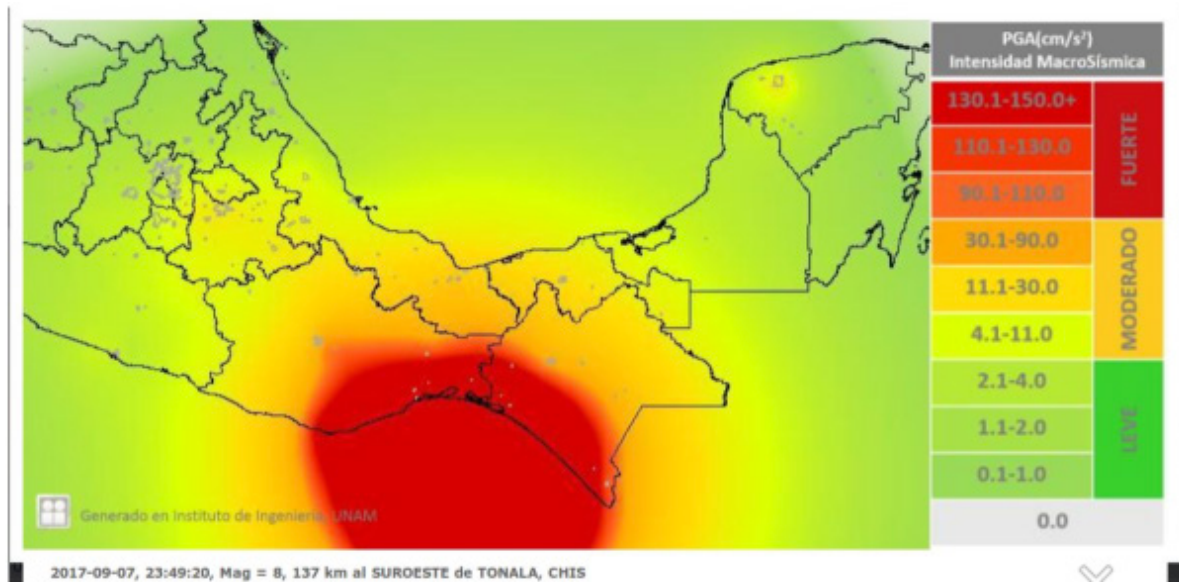 PGA(cm/s²)
Intensidad MacroSísmica
130.1-150.0+
110.1-130.0
90.1-110.0
FUERTE
30.1-90.0
11.1-30.0
4.1-11.0
MODERADO
2.1-4.0
1.1-2.0
0.1-1.0
LEVE
0.0
Generado en Instituto de Ingeniería, UNAM
2017-09-07, 23:49:20, Mag = 8, 137 km al SUROESTE de TONALA, CHIS